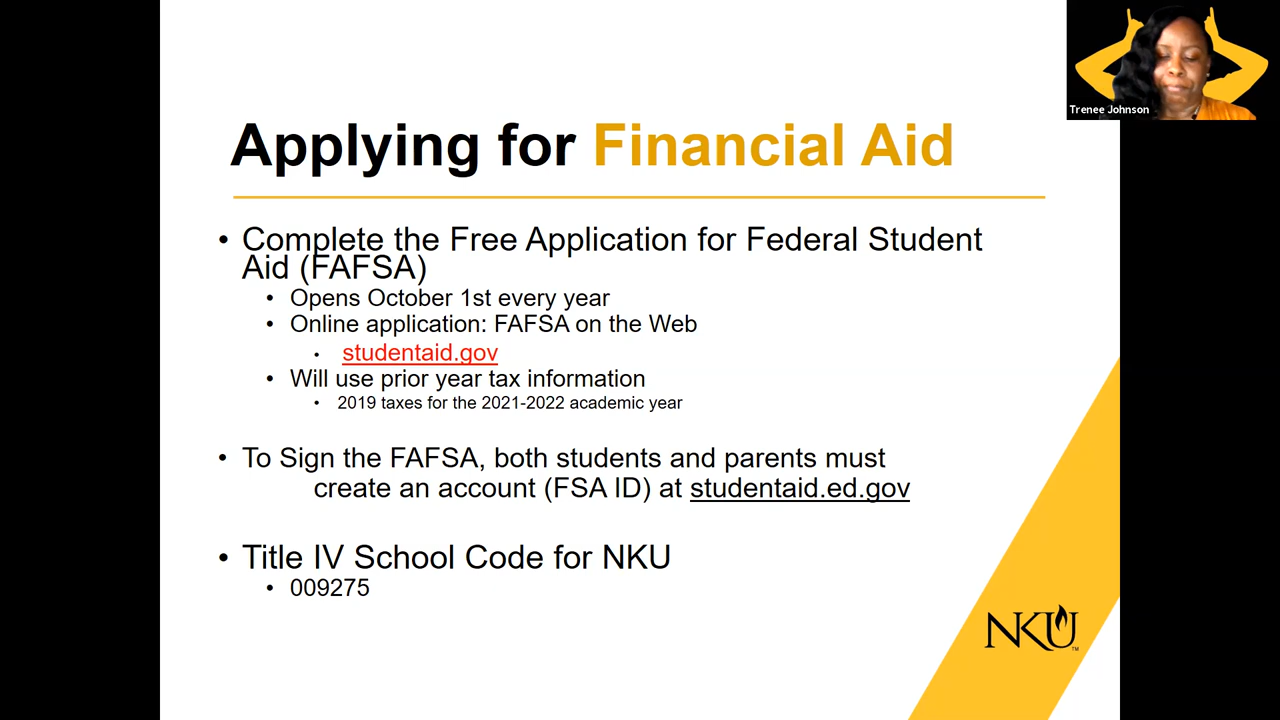 Trenee Johnson
Applying for Financial Aid
• Complete the Free Application for Federal Student
Aid (FAFSA)
• Opens October 1st every year
• Online application: FAFSA on the Web
• studentaid.gov
• Will use prior year tax information
• 2019 taxes for the 2021-2022 academic year
• To Sign the FAFSA, both students and parents must
create an account (FSA ID) at studentaid.ed.gov
• Title IV School Code for NKU
• 009275
NKU™